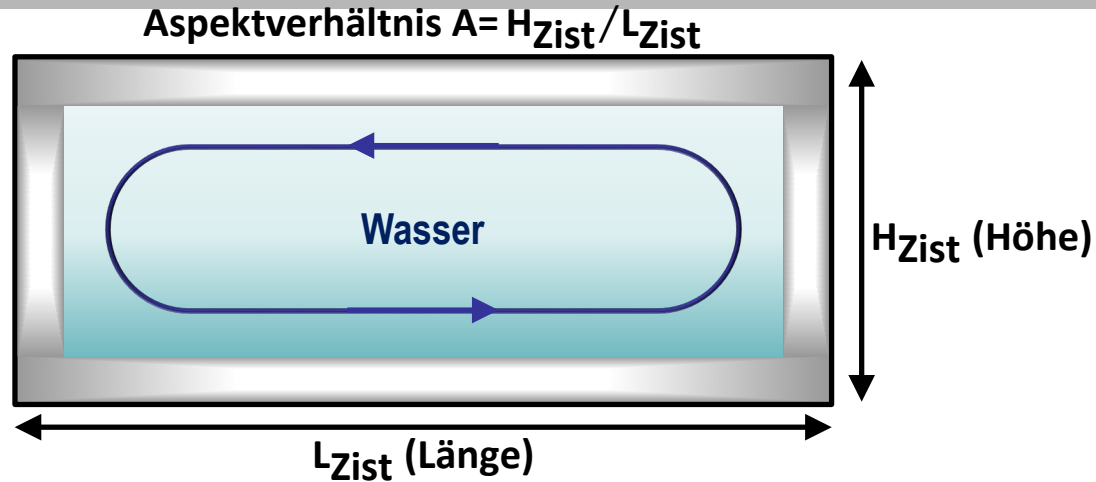 Aspektverhältnis A= HZist/LZist
Wasser
HZist (Höhe)
LZist (Länge)